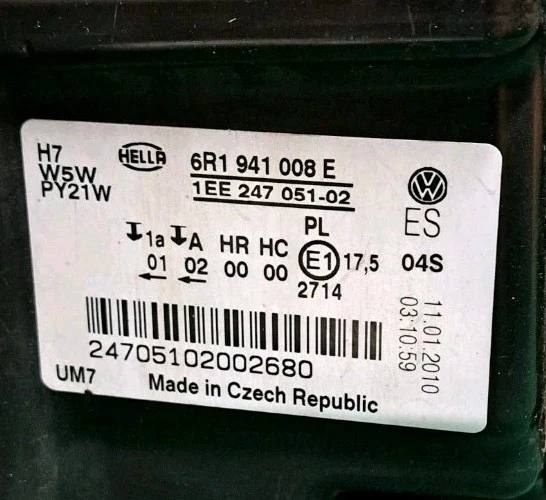 H7
W5W
PY21W
HELLA
6R1 941 008 E
1EE 247 051-02
VW
ES
PL
1a A HR HC E1 17,5 04S
01 02 00 00
2714
11.01.2010
03:10:59
24705102002680
UM7
Made in Czech Republic